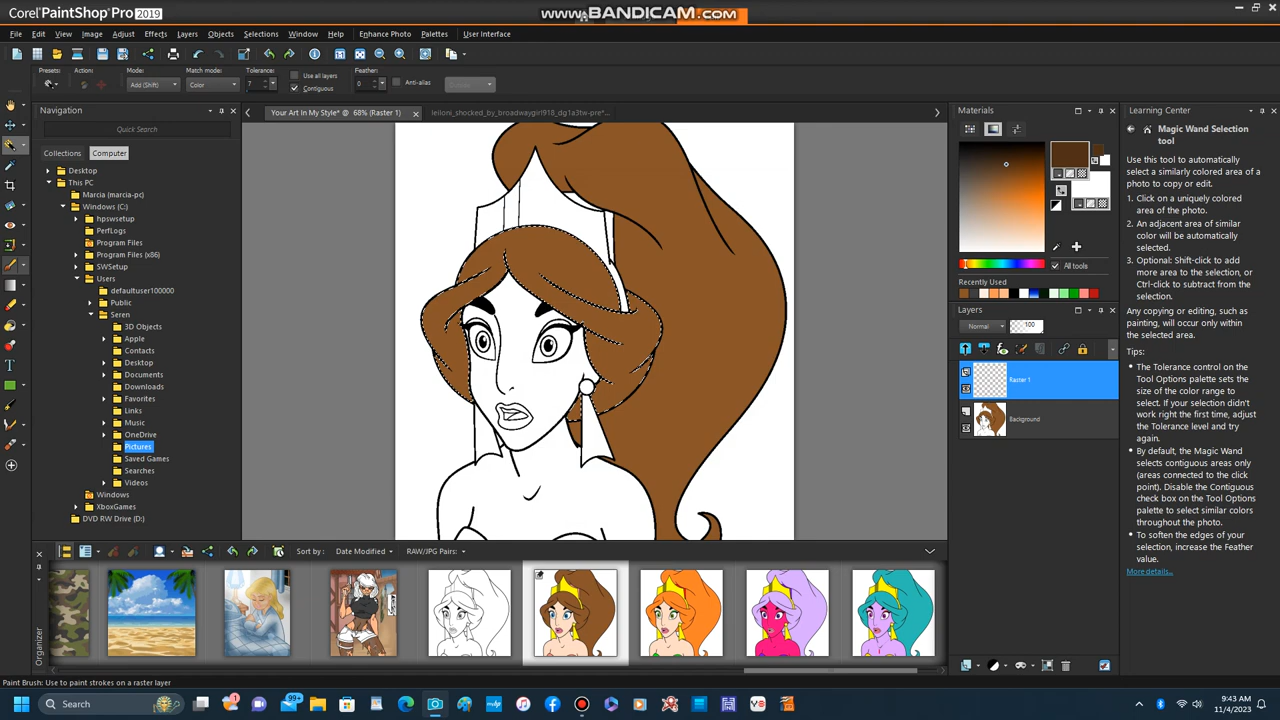 Corel PaintShop Pro 2019
www.BANDICAM.com
File Edit View Image Adjust Effects Layers Objects Selections Window Help Enhance Photo Palettes User Interface
Presets: Action: Mode: Match mode: Tolerance: Feather:
Add (Shift) Color 7 Use all layers Contiguous 0 Anti-alias
Navigation
Quick Search
Collections Computer
Desktop
This PC
Marcia (marcia-pc)
Windows (C:)
hpswsetup
PerfLogs
Program Files
Program Files (x86)
SWSetup
Users
defaultuser100000
Public
Seren
3D Objects
Apple
Contacts
Desktop
Documents
Downloads
Favorites
Links
Music
OneDrive
Pictures
Saved Games
Searches
Videos
Windows
XboxGames
DVD RW Drive (D:)
Your Art In My Style* @ 68% (Raster 1)
leiloni_shocked_by_broadwaygirl918_dg1a3tw-pre*...
Materials
All tools
Recently Used
Layers
Normal 100
Raster 1
Background
Learning Center
Magic Wand Selection
tool
Use this tool to automatically
select a similarly colored area of a
photo to copy or edit.
1. Click on a uniquely colored
area of the photo.
2. An adjacent area of similar
color will be automatically
selected.
3. Optional: Shift-click to add
more area to the selection, or
Ctrl-click to subtract from the
selection.
Any copying or editing, such as
painting, will occur only within
the selected area.
Tips:
• The Tolerance control on the
Tool Options palette sets the
size of the color range to
select. If your selection didn't
work right the first time, adjust
the Tolerance level and try
again.
• By default, the Magic Wand
selects contiguous areas only
(areas connected to the click
point). Disable the Contiguous
check box on the Tool Options
palette to select similar colors
throughout the photo.
• To soften the edges of your
selection, increase the Feather
value.
More details...
Organizer
Sort by: Date Modified RAW/JPG Pairs:
Paint Brush: Use to paint strokes on a raster layer
Search
1
99+
9:43 AM
11/4/2023